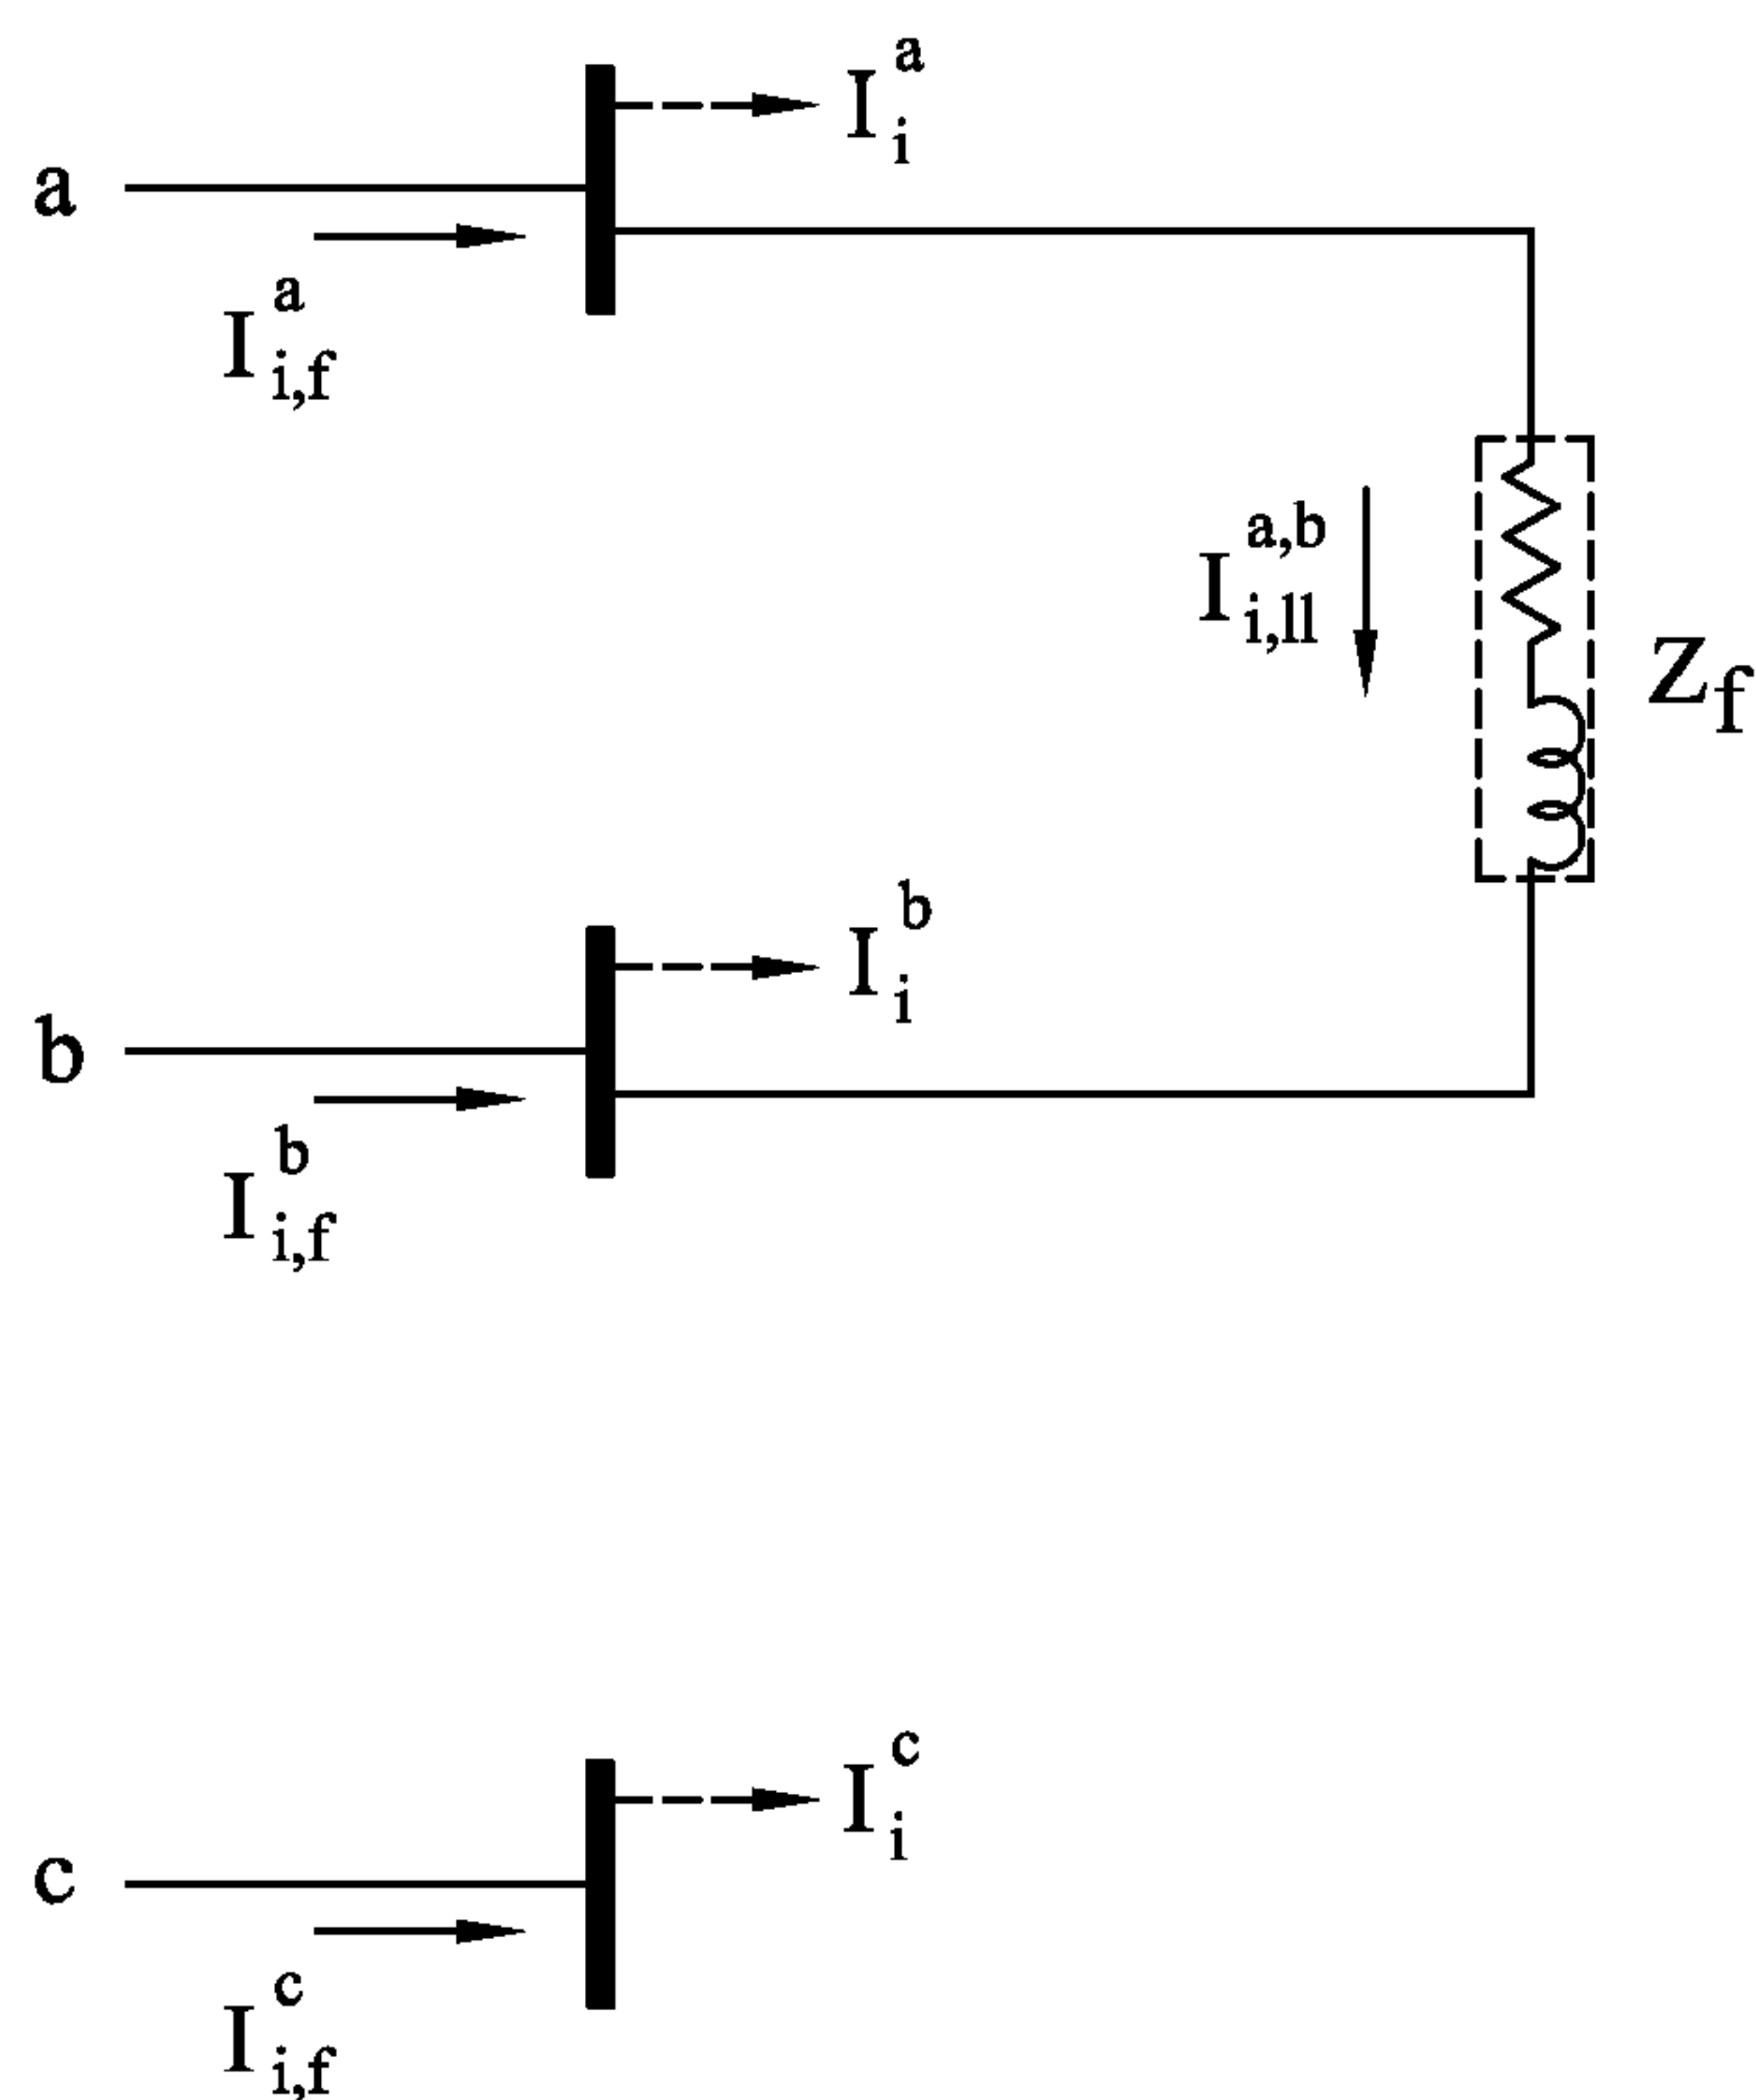 I_i^a
a
I_{i,f}^a
I_{i,ll}^{a,b}
Z_f
I_i^b
b
I_{i,f}^b
I_i^c
c
I_{i,f}^c